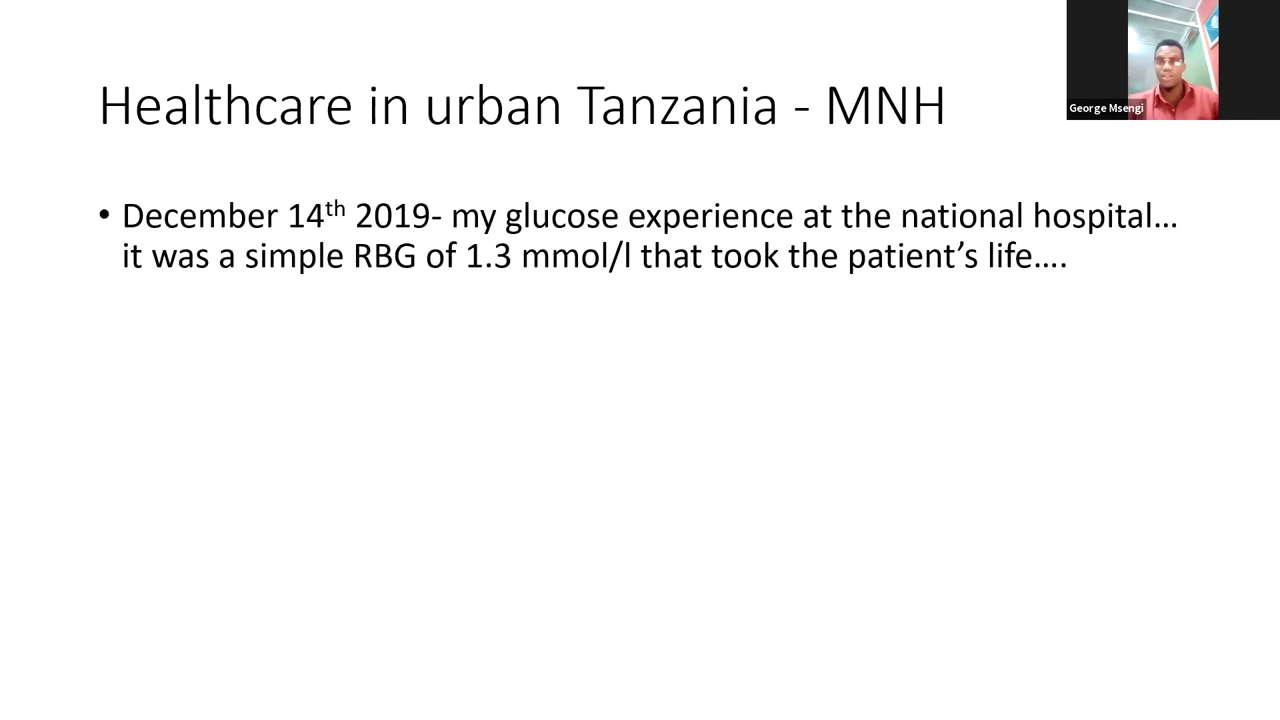 Healthcare in urban Tanzania - MNH
George Msengi
• December 14th 2019- my glucose experience at the national hospital…
it was a simple RBG of 1.3 mmol/l that took the patient’s life….